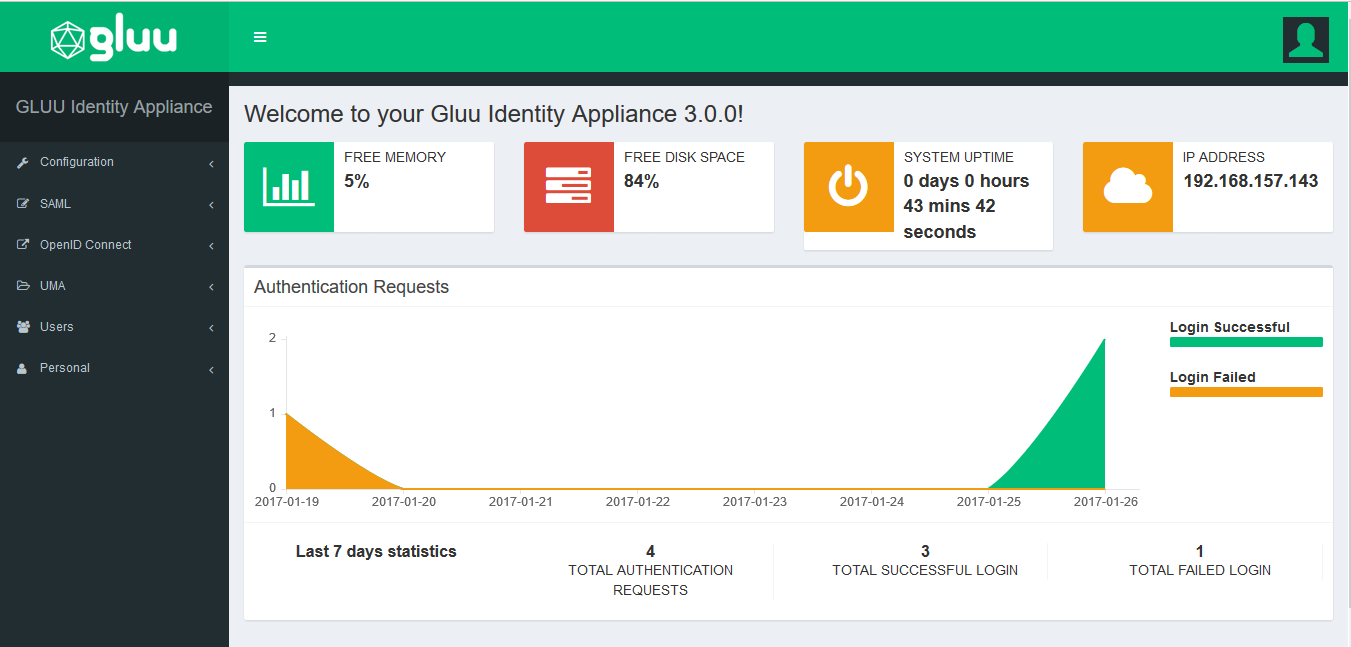 gluu
GLUU Identity Appliance
Configuration
SAML
OpenID Connect
UMA
Users
Personal
Welcome to your Gluu Identity Appliance 3.0.0!
FREE MEMORY
5%
FREE DISK SPACE
84%
SYSTEM UPTIME
0 days 0 hours
43 mins 42
seconds
IP ADDRESS
192.168.157.143
Authentication Requests
2
1
0
2017-01-19 2017-01-20 2017-01-21 2017-01-22 2017-01-23 2017-01-24 2017-01-25 2017-01-26
Login Successful
Login Failed
Last 7 days statistics
4
TOTAL AUTHENTICATION
REQUESTS
3
TOTAL SUCCESSFUL LOGIN
1
TOTAL FAILED LOGIN